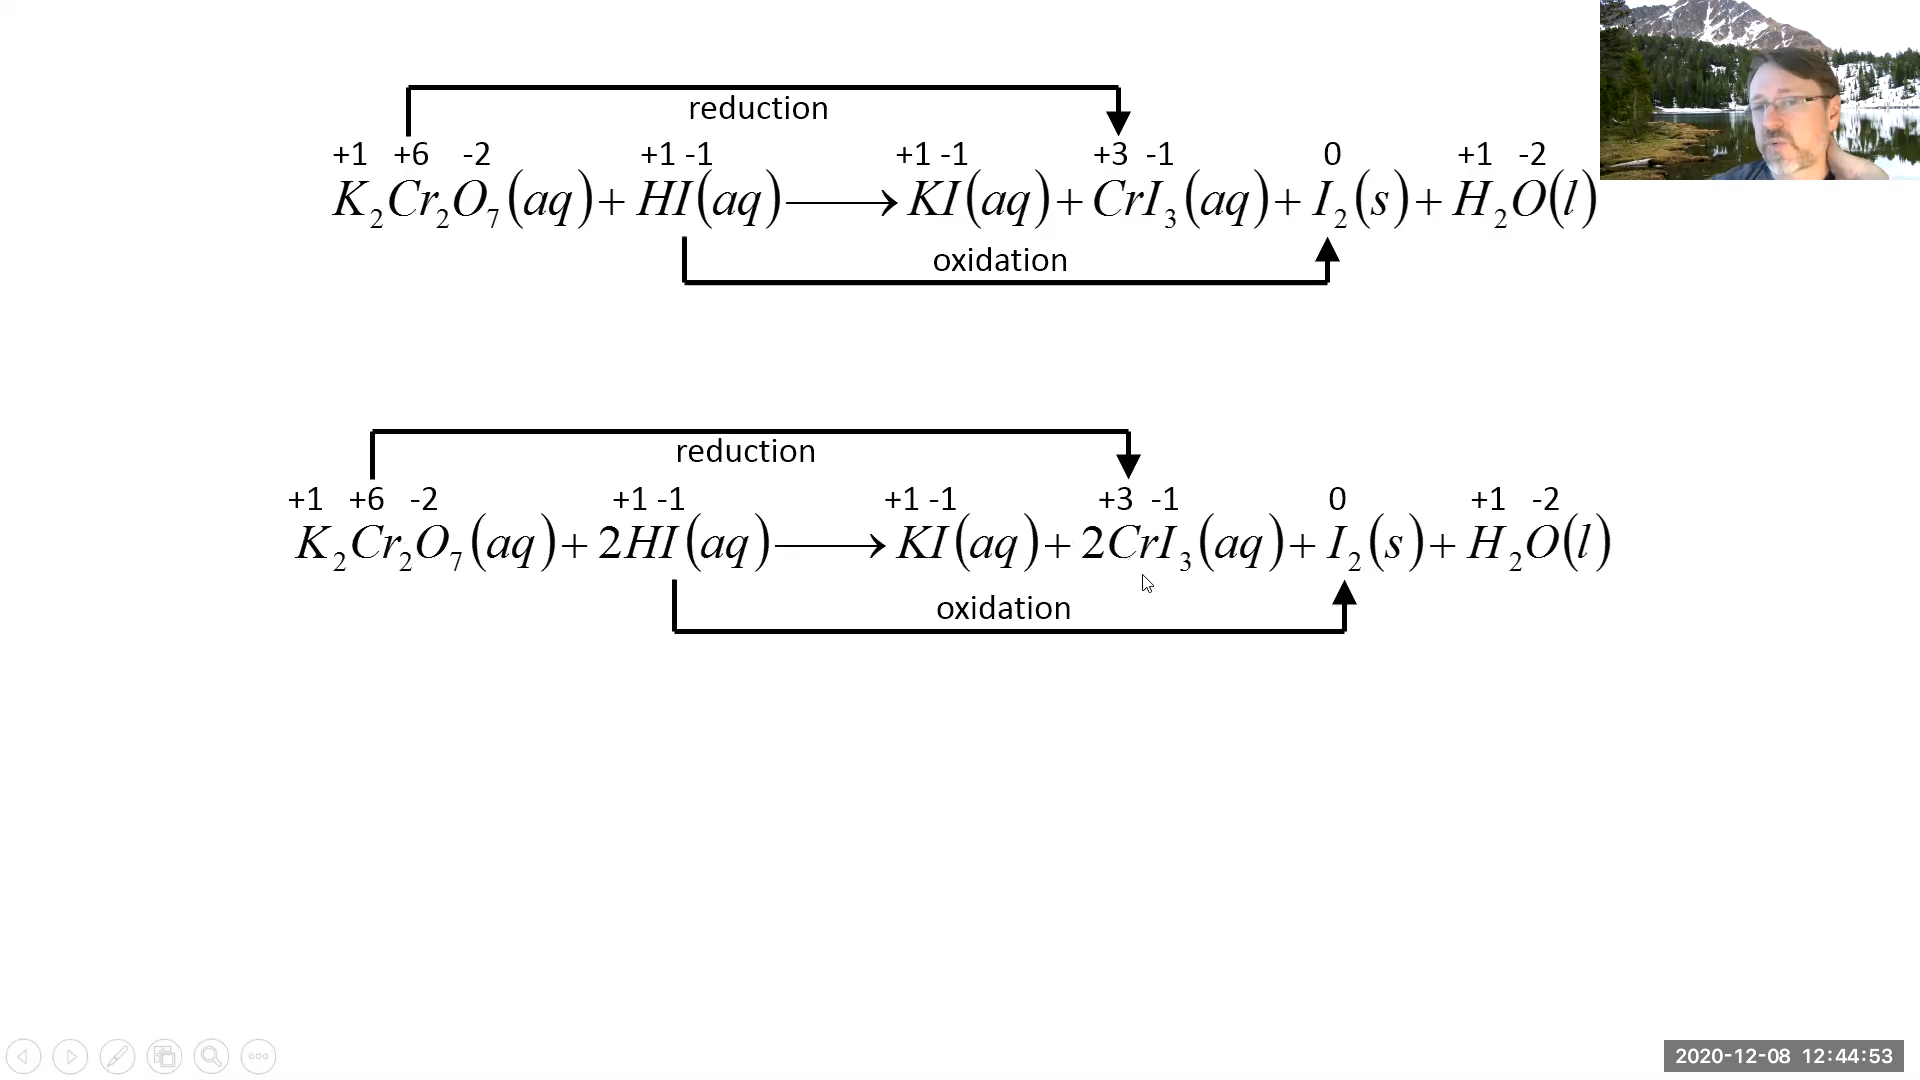 reduction
+1 +6 -2 +1 -1 +1 -1 +3 -1 0 +1 -2
K₂Cr₂O₇(aq) + HI(aq) ⟶ KI(aq) + CrI₃(aq) + I₂(s) + H₂O(l)
oxidation
reduction
+1 +6 -2 +1 -1 +1 -1 +3 -1 0 +1 -2
K₂Cr₂O₇(aq) + 2HI(aq) ⟶ KI(aq) + 2CrI₃(aq) + I₂(s) + H₂O(l)
oxidation
2020-12-08 12:44:53